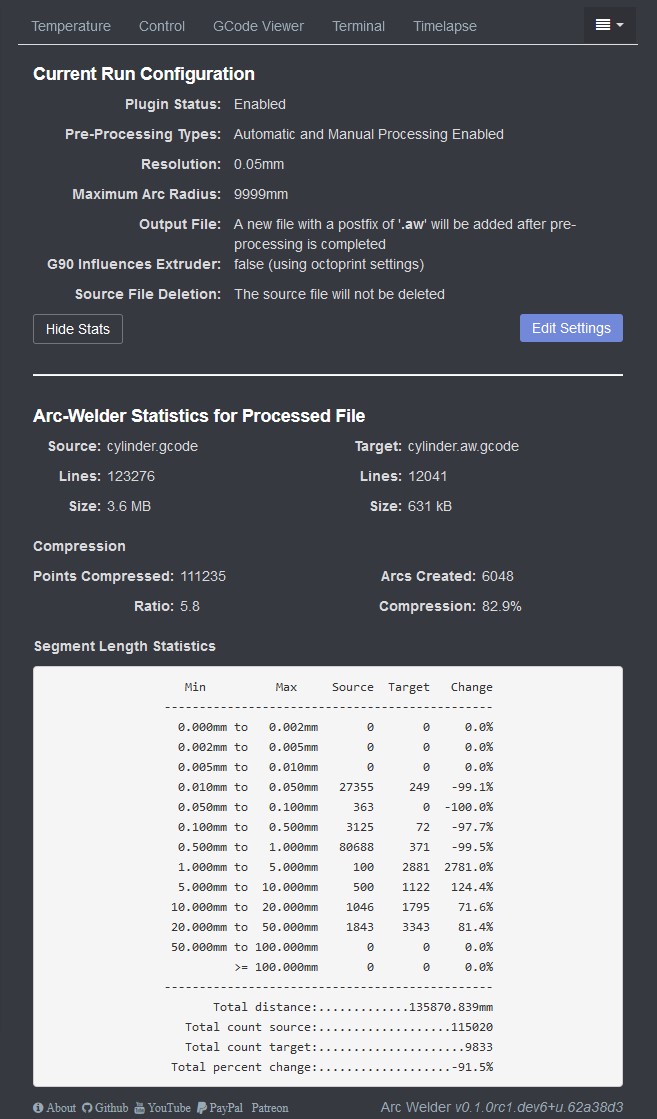 Temperature Control GCode Viewer Terminal Timelapse
Current Run Configuration
Plugin Status: Enabled
Pre-Processing Types: Automatic and Manual Processing Enabled
Resolution: 0.05mm
Maximum Arc Radius: 9999mm
Output File: A new file with a postfix of '.aw' will be added after pre-
processing is completed
G90 Influences Extruder: false (using octoprint settings)
Source File Deletion: The source file will not be deleted
Hide Stats Edit Settings
Arc-Welder Statistics for Processed File
Source: cylinder.gcode Target: cylinder.aw.gcode
Lines: 123276 Lines: 12041
Size: 3.6 MB Size: 631 kB
Compression
Points Compressed: 111235 Arcs Created: 6048
Ratio: 5.8 Compression: 82.9%
Segment Length Statistics
Min Max Source Target Change
-----------------------------------------------
0.000mm to 0.002mm 0 0 0.0%
0.002mm to 0.005mm 0 0 0.0%
0.005mm to 0.010mm 0 0 0.0%
0.010mm to 0.050mm 27355 249 -99.1%
0.050mm to 0.100mm 363 0 -100.0%
0.100mm to 0.500mm 3125 72 -97.7%
0.500mm to 1.000mm 80688 371 -99.5%
1.000mm to 5.000mm 100 2881 2781.0%
5.000mm to 10.000mm 500 1122 124.4%
10.000mm to 20.000mm 1046 1795 71.6%
20.000mm to 50.000mm 1843 3343 81.4%
50.000mm to 100.000mm 0 0 0.0%
>= 100.000mm 0 0 0.0%
-----------------------------------------------
Total distance:.............135870.839mm
Total count source:...................115020
Total count target:.....................9833
Total percent change:...................-91.5%
About Github YouTube PayPal Patreon Arc Welder v0.1.0rc1.dev6+u.62a38d3